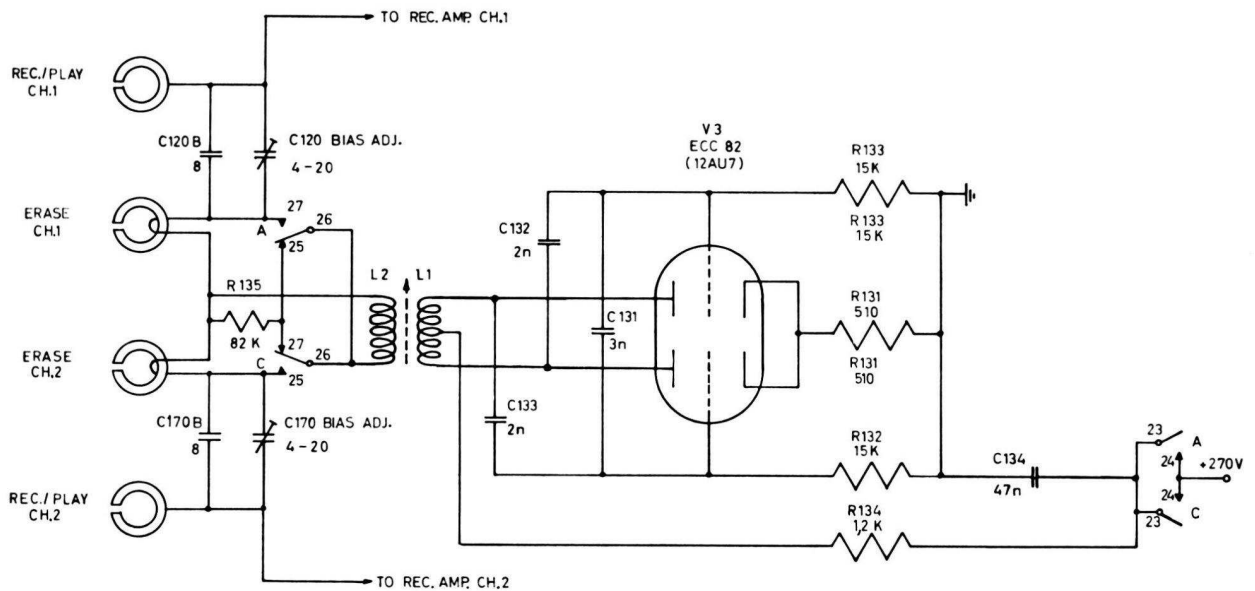 TO REC. AMP. CH.1
REC./PLAY
CH.1
C120B
8
C120 BIAS ADJ.
4-20
V3
ECC 82
(12AU7)
R133
15K
R133
15K
ERASE
CH.1
27
26
A
25
C132
2n
L2
L1
R135
82 K
C131
3n
R131
510
R131
510
ERASE
CH.2
27
26
C
25
C133
2n
C170B
8
C170 BIAS ADJ.
4-20
R132
15K
C134
47n
23
A
24
+270V
24
23
C
REC./PLAY
CH.2
R134
1,2 K
TO REC. AMP. CH.2